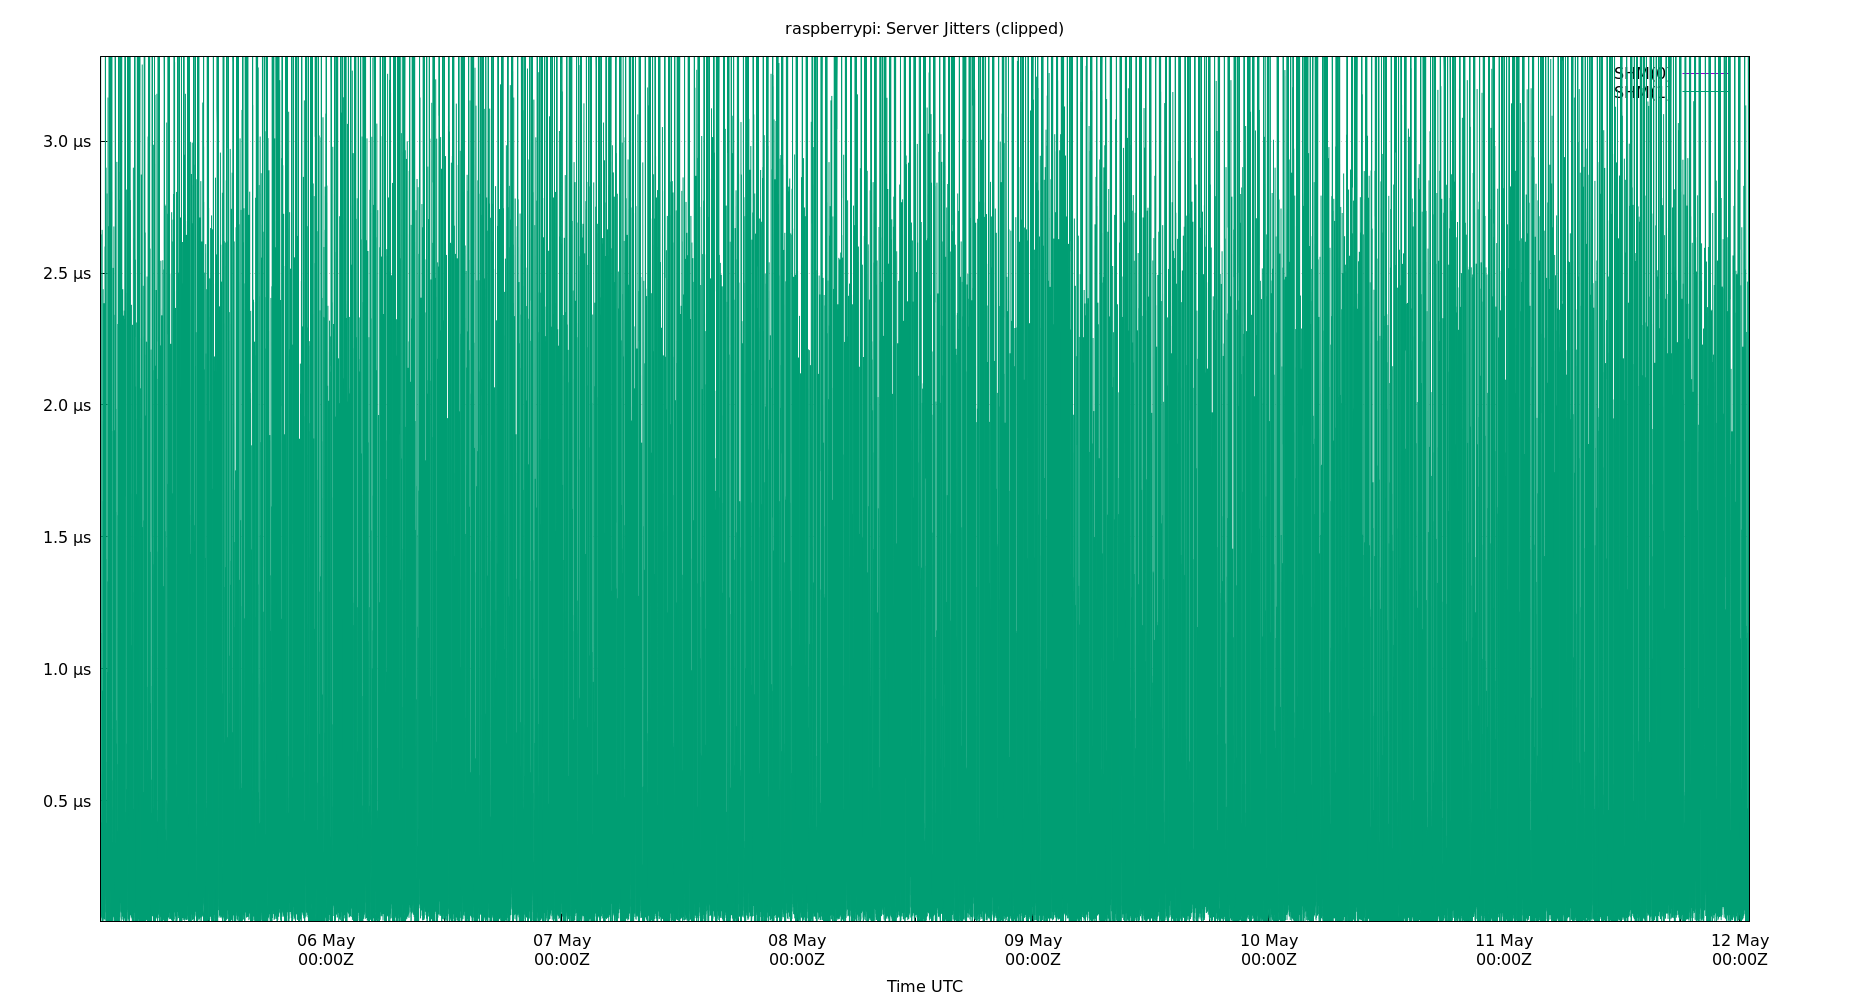 raspberrypi: Server Jitters (clipped)
SHM(0)
3.0 µs
2.5 µs
2.0 µs
1.5 µs
1.0 µs
0.5 µs
06 May 07 May 08 May 09 May 10 May 11 May 12 May
00:00Z 00:00Z 00:00Z 00:00Z 00:00Z 00:00Z 00:00Z
Time UTC